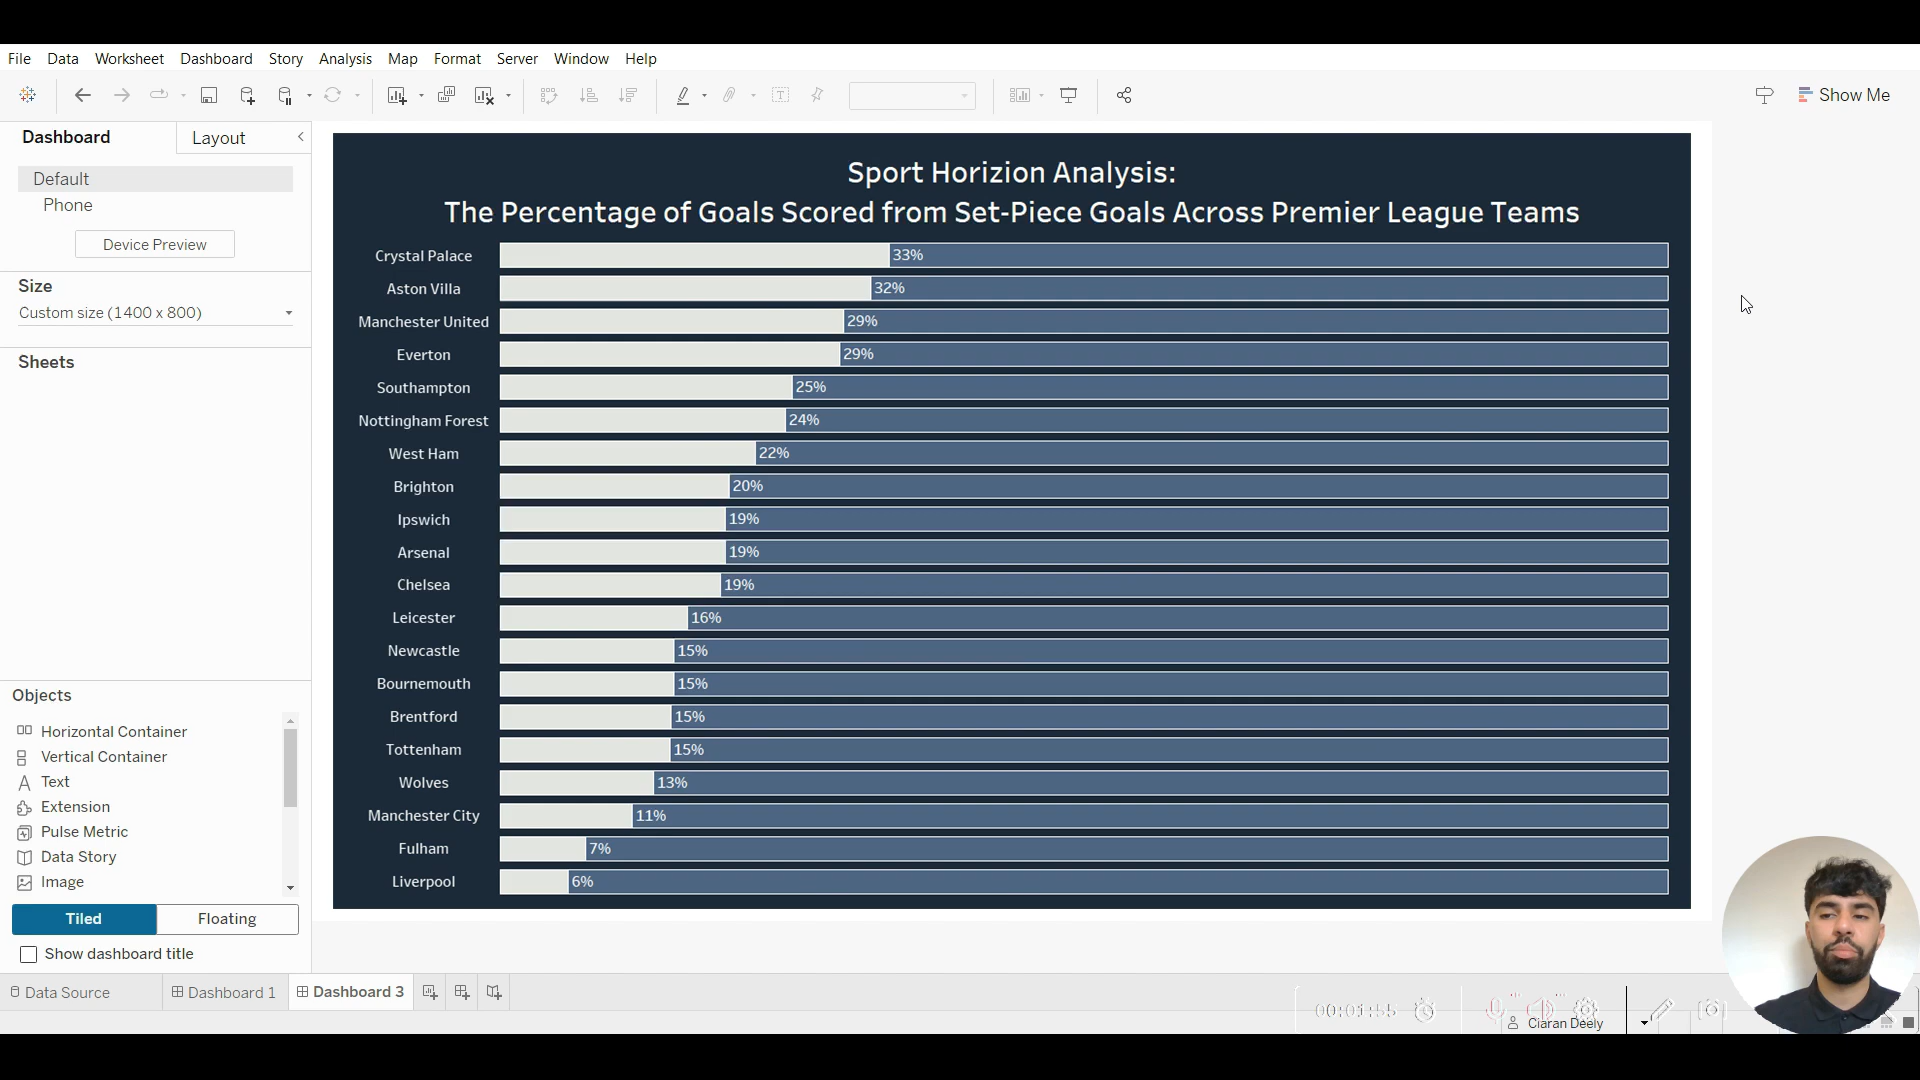 File Data Worksheet Dashboard Story Analysis Map Format Server Window Help
Show Me
Dashboard Layout
Default
Phone
Device Preview
Size
Custom size (1400 x 800)
Sheets
Objects
Horizontal Container
Vertical Container
Text
Extension
Pulse Metric
Data Story
Image
Tiled Floating
Show dashboard title
Sport Horizion Analysis:
The Percentage of Goals Scored from Set-Piece Goals Across Premier League Teams
Crystal Palace 33%
Aston Villa 32%
Manchester United 29%
Everton 29%
Southampton 25%
Nottingham Forest 24%
West Ham 22%
Brighton 20%
Ipswich 19%
Arsenal 19%
Chelsea 19%
Leicester 16%
Newcastle 15%
Bournemouth 15%
Brentford 15%
Tottenham 15%
Wolves 13%
Manchester City 11%
Fulham 7%
Liverpool 6%
Data Source Dashboard 1 Dashboard 3
00:01:55
Ciaran Deely